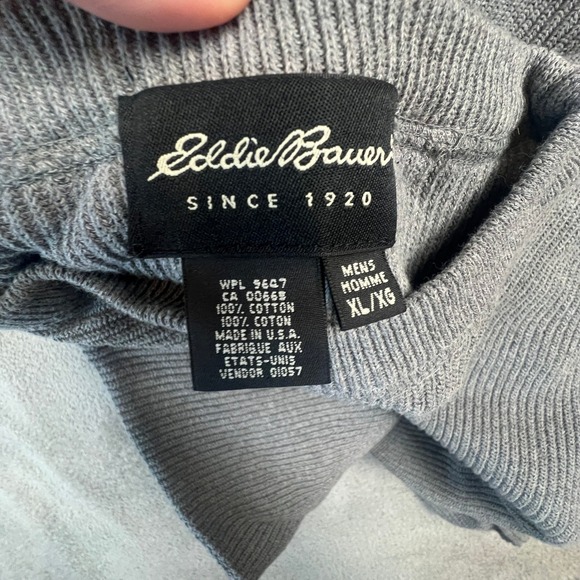 Eddie Bauer
SINCE 1920
WPL 9647
CA 00668
100% COTTON
100% COTON
MADE IN U.S.A.
FABRIQUE AUX
ETATS-UNIS
VENDOR 01057
MENS
HOMME
XL/XG